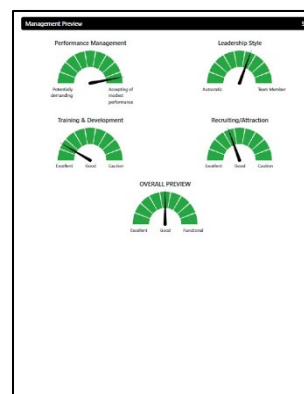 Management Preview
Performance Management
Potentially demanding
Accepting of modest performance
Leadership Style
Autocratic
Team Member
Training & Development
Excellent
Good
Caution
Recruiting/Attraction
Excellent
Good
Caution
OVERALL PREVIEW
Excellent
Good
Functional